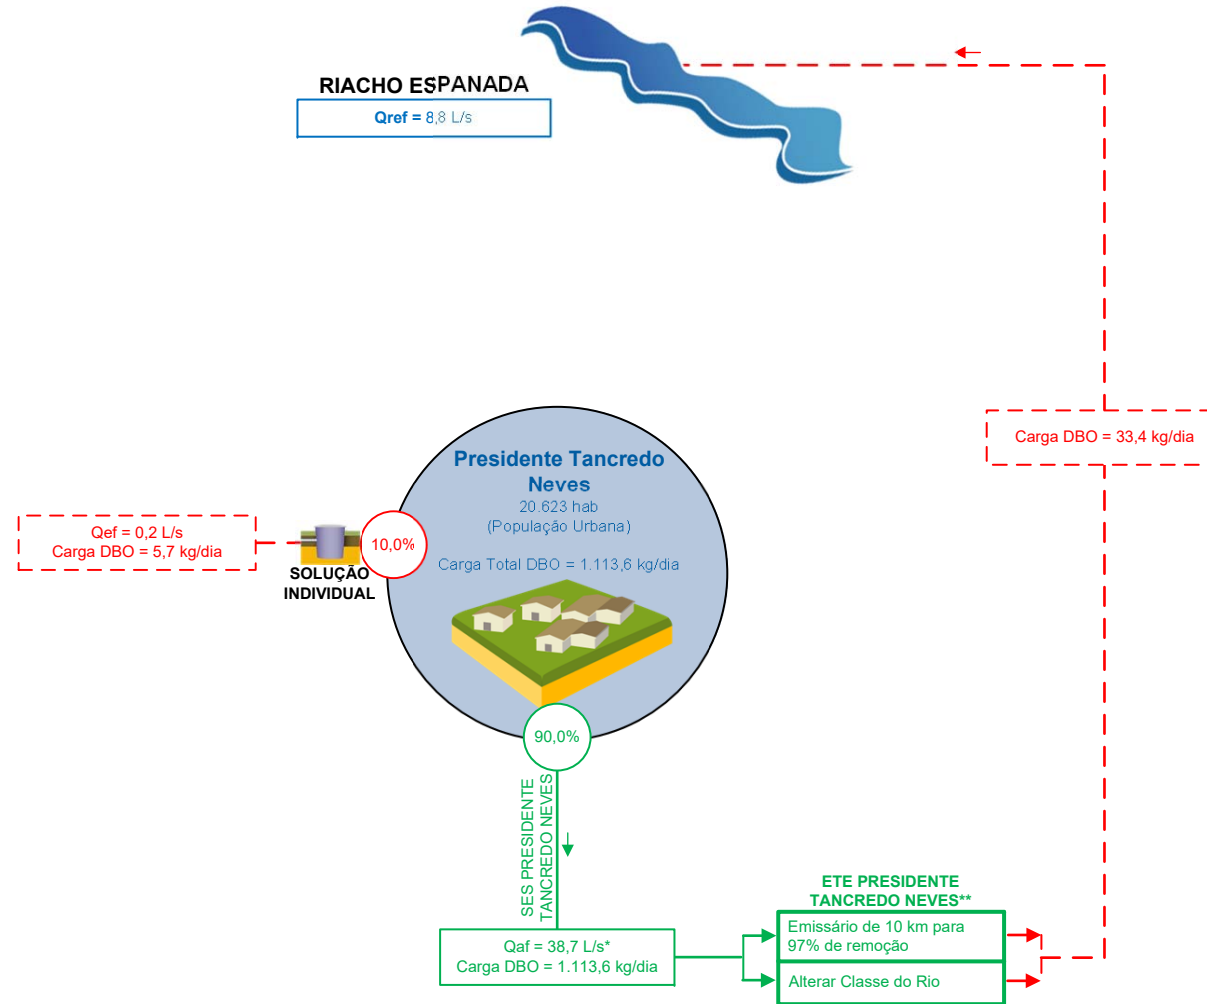 RIACHO ESPANADA
Qref = 8,8 L/s
Carga DBO = 33,4 kg/dia
Presidente Tancredo
Neves
20.623 hab
(População Urbana)
Carga Total DBO = 1.113,6 kg/dia
Qef = 0,2 L/s
Carga DBO = 5,7 kg/dia
10,0%
SOLUÇÃO
INDIVIDUAL
90,0%
SES PRESIDENTE
TANCREDO NEVES
Qaf = 38,7 L/s*
Carga DBO = 1.113,6 kg/dia
ETE PRESIDENTE
TANCREDO NEVES**
Emissário de 10 km para
97% de remoção
Alterar Classe do Rio